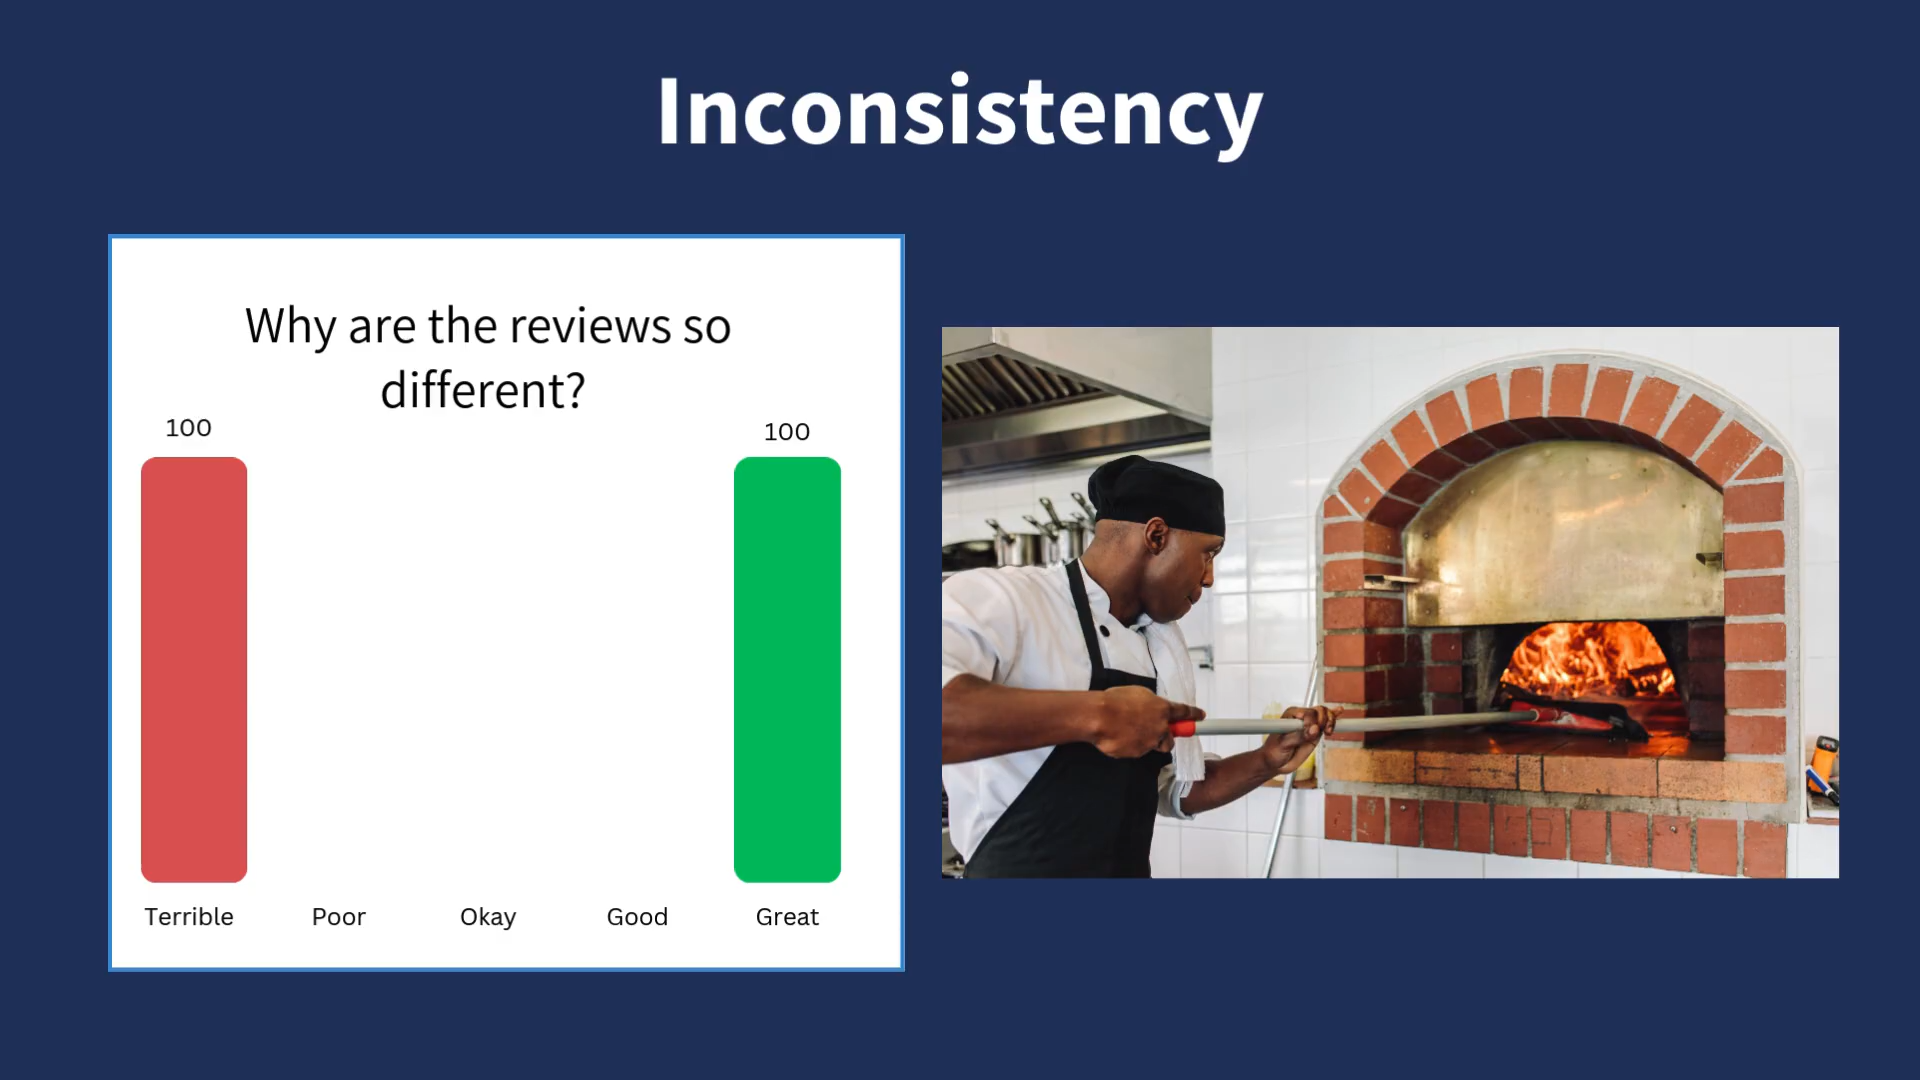 Inconsistency
Why are the reviews so
different?
100
100
Terrible
Poor
Okay
Good
Great